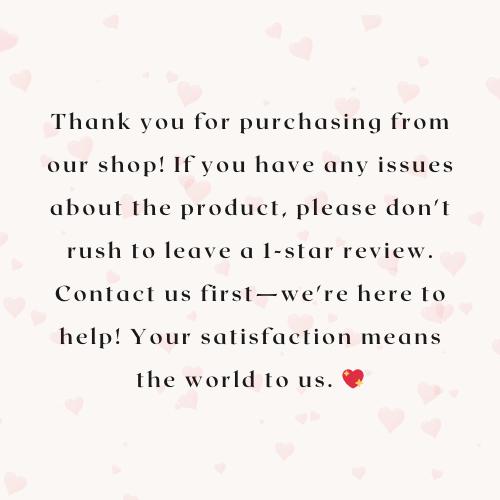 Thank you for purchasing from
our shop! If you have any issues
about the product, please don't
rush to leave a 1-star review.
Contact us first—we're here to
help! Your satisfaction means
the world to us. 💖